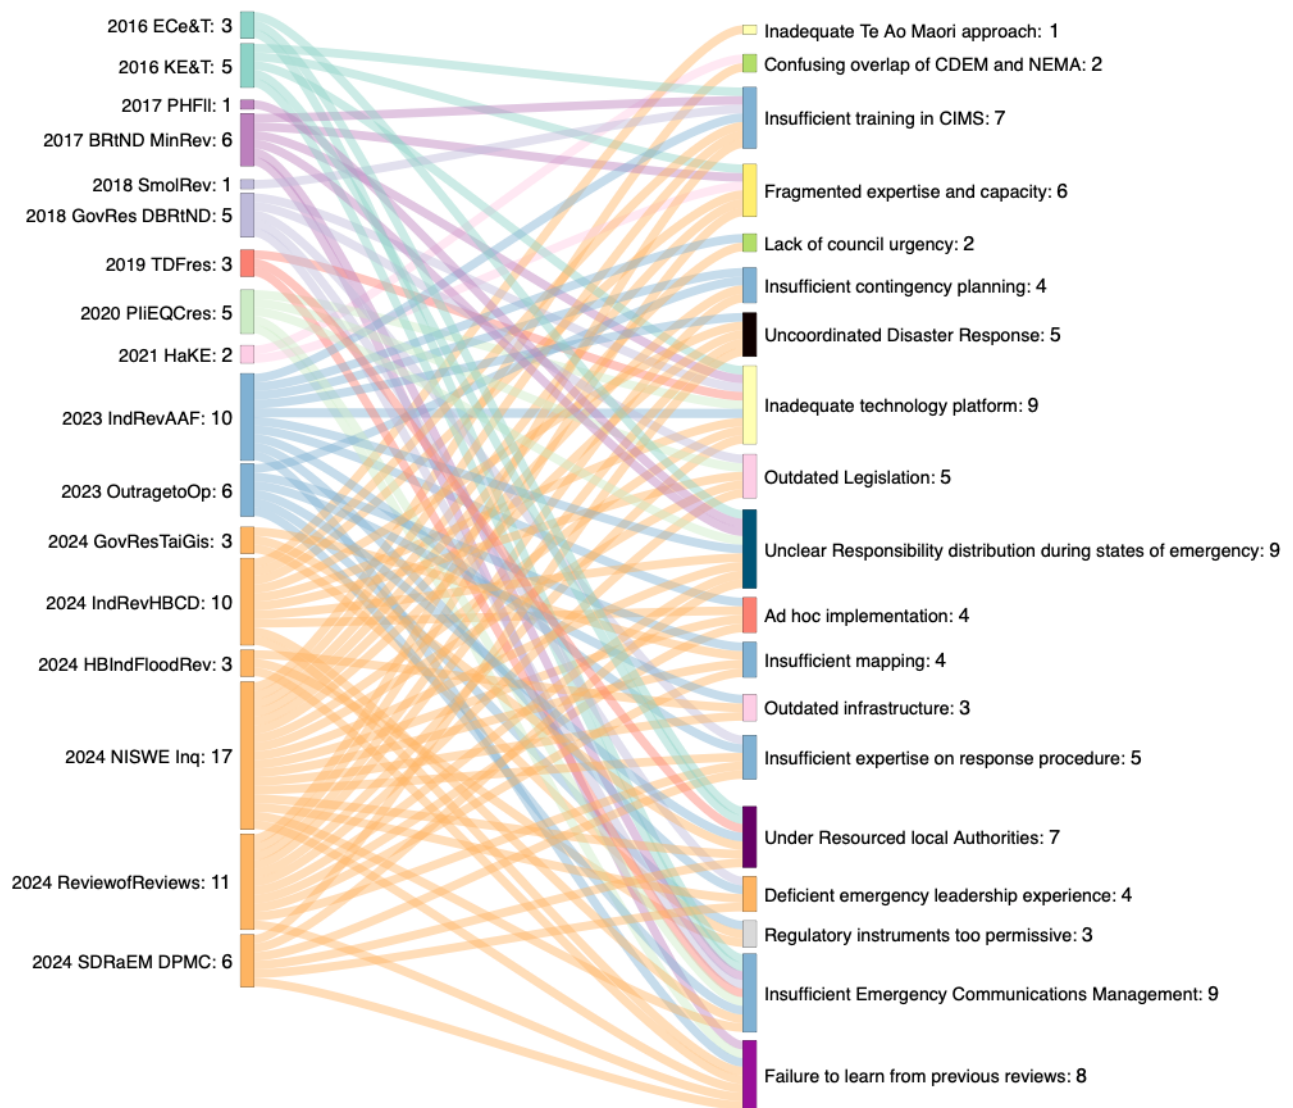 2016 ECe&T: 3
2016 KE&T: 5
2017 PHFII: 1
2017 BRtND MinRev: 6
2018 SmolRev: 1
2018 GovRes DBRtND: 5
2019 TDFres: 3
2020 PIiEQCres: 5
2021 HaKE: 2
2023 IndRevAAF: 10
2023 OutragetoOp: 6
2024 GovResTaiGis: 3
2024 IndRevHBCD: 10
2024 HBIndFloodRev: 3
2024 NISWE Inq: 17
2024 ReviewofReviews: 11
2024 SDRaEM DPMC: 6
Inadequate Te Ao Maori approach: 1
Confusing overlap of CDEM and NEMA: 2
Insufficient training in CIMS: 7
Fragmented expertise and capacity: 6
Lack of council urgency: 2
Insufficient contingency planning: 4
Uncoordinated Disaster Response: 5
Inadequate technology platform: 9
Outdated Legislation: 5
Unclear Responsibility distribution during states of emergency: 9
Ad hoc implementation: 4
Insufficient mapping: 4
Outdated infrastructure: 3
Insufficient expertise on response procedure: 5
Under Resourced local Authorities: 7
Deficient emergency leadership experience: 4
Regulatory instruments too permissive: 3
Insufficient Emergency Communications Management: 9
Failure to learn from previous reviews: 8